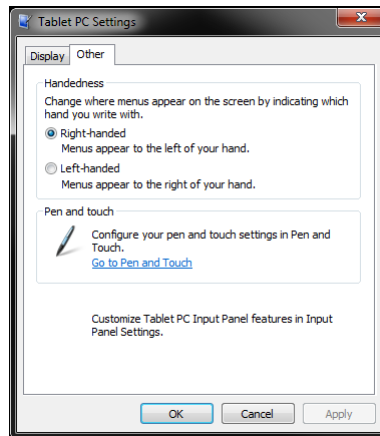 Tablet PC Settings
Display
Other
Handedness
Change where menus appear on the screen by indicating which
hand you write with.
Right-handed
Menus appear to the left of your hand.
Left-handed
Menus appear to the right of your hand.
Pen and touch
Configure your pen and touch settings in Pen and
Touch.
Go to Pen and Touch
Customize Tablet PC Input Panel features in Input
Panel Settings.
OK
Cancel
Apply